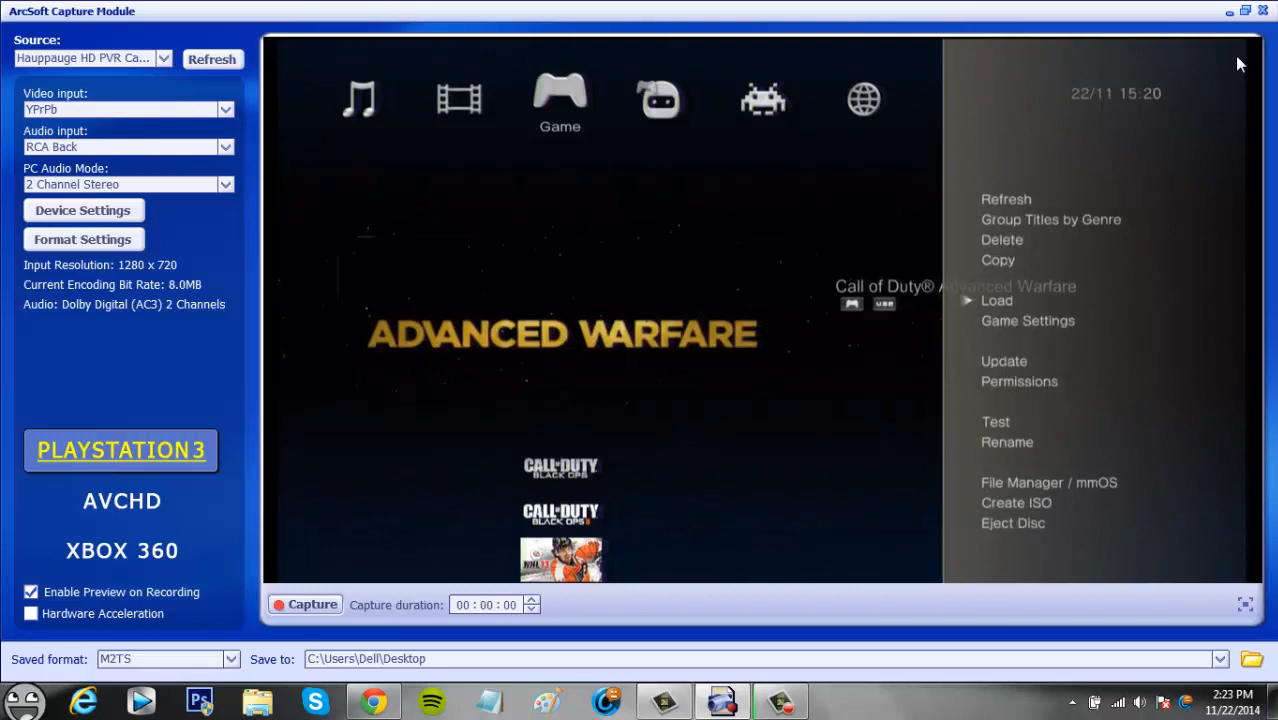 ArcSoft Capture Module
Source:
Hauppauge HD PVR Ca...
Refresh
Video input:
YPrPb
Audio input:
RCA Back
PC Audio Mode:
2 Channel Stereo
Device Settings
Format Settings
Input Resolution: 1280 x 720
Current Encoding Bit Rate: 8.0MB
Audio: Dolby Digital (AC3) 2 Channels
PLAYSTATION3
AVCHD
XBOX 360
Enable Preview on Recording
Hardware Acceleration
Game
22/11 15:20
ADVANCED WARFARE
Call of Duty® Advanced Warfare
USB
CALL OF DUTY
BLACK OPS
CALL OF DUTY
BLACK OPS II
NHL 13
Refresh
Group Titles by Genre
Delete
Copy
Load
Game Settings
Update
Permissions
Test
Rename
File Manager / mmOS
Create ISO
Eject Disc
Capture
Capture duration:
00 : 00 : 00
Saved format:
M2TS
Save to:
C:\Users\Dell\Desktop
Ps
2:23 PM
11/22/2014